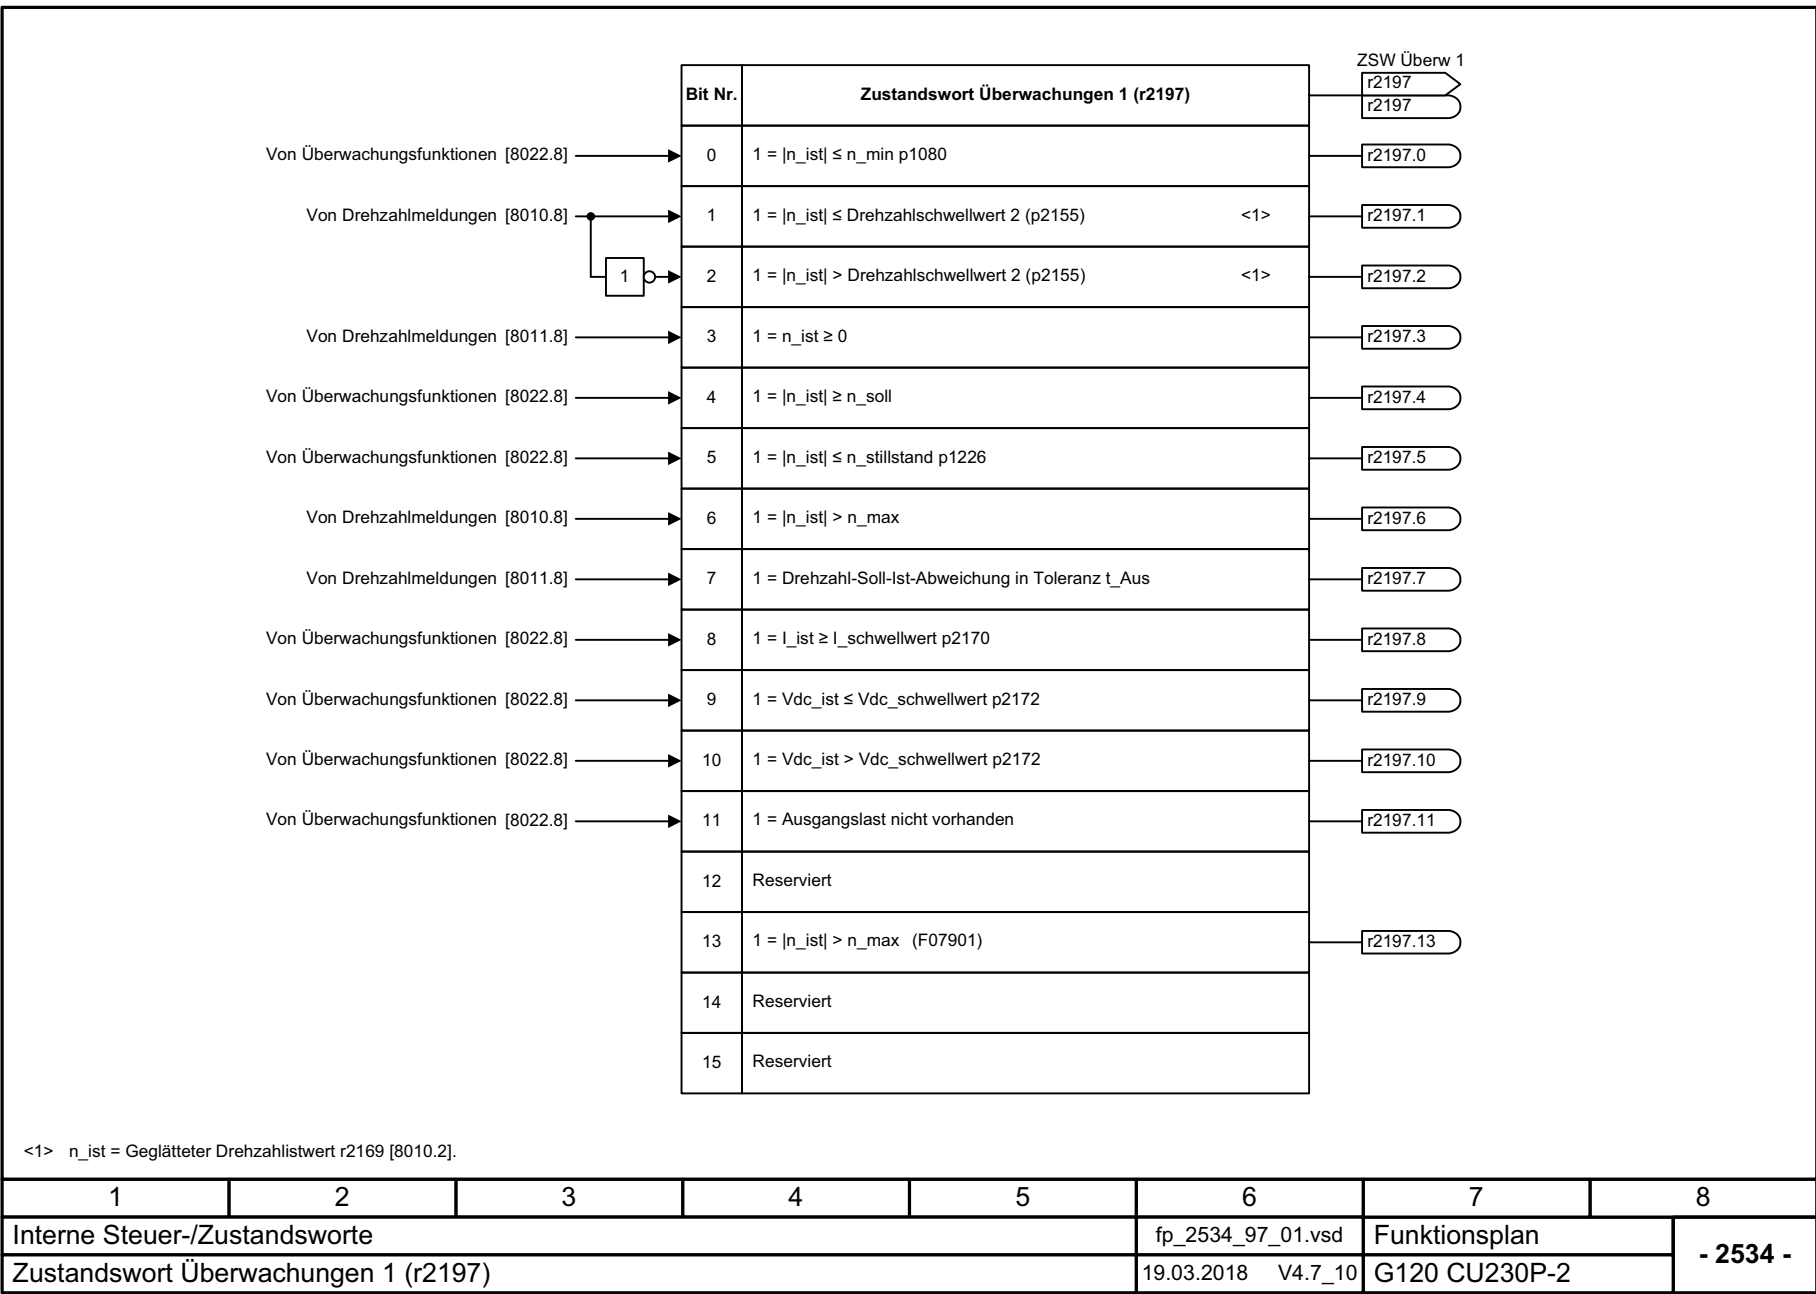 ZSW Überw 1
Bit Nr. Zustandswort Überwachungen 1 (r2197) r2197
r2197
Von Überwachungsfunktionen [8022.8] 0 1 = |n_ist| ≤ n_min p1080 r2197.0
Von Drehzahlmeldungen [8010.8] 1 1 = |n_ist| ≤ Drehzahlschwellwert 2 (p2155) <1> r2197.1
1 2 1 = |n_ist| > Drehzahlschwellwert 2 (p2155) <1> r2197.2
Von Drehzahlmeldungen [8011.8] 3 1 = n_ist ≥ 0 r2197.3
Von Überwachungsfunktionen [8022.8] 4 1 = |n_ist| ≥ n_soll r2197.4
Von Überwachungsfunktionen [8022.8] 5 1 = |n_ist| ≤ n_stillstand p1226 r2197.5
Von Drehzahlmeldungen [8010.8] 6 1 = |n_ist| > n_max r2197.6
Von Drehzahlmeldungen [8011.8] 7 1 = Drehzahl-Soll-Ist-Abweichung in Toleranz t_Aus r2197.7
Von Überwachungsfunktionen [8022.8] 8 1 = I_ist ≥ I_schwellwert p2170 r2197.8
Von Überwachungsfunktionen [8022.8] 9 1 = Vdc_ist ≤ Vdc_schwellwert p2172 r2197.9
Von Überwachungsfunktionen [8022.8] 10 1 = Vdc_ist > Vdc_schwellwert p2172 r2197.10
Von Überwachungsfunktionen [8022.8] 11 1 = Ausgangslast nicht vorhanden r2197.11
12 Reserviert
13 1 = |n_ist| > n_max (F07901) r2197.13
14 Reserviert
15 Reserviert
<1> n_ist = Geglätteter Drehzahlistwert r2169 [8010.2].
1 2 3 4 5 6 7 8
Interne Steuer-/Zustandsworte fp_2534_97_01.vsd Funktionsplan - 2534 -
Zustandswort Überwachungen 1 (r2197) 19.03.2018 V4.7_10 G120 CU230P-2